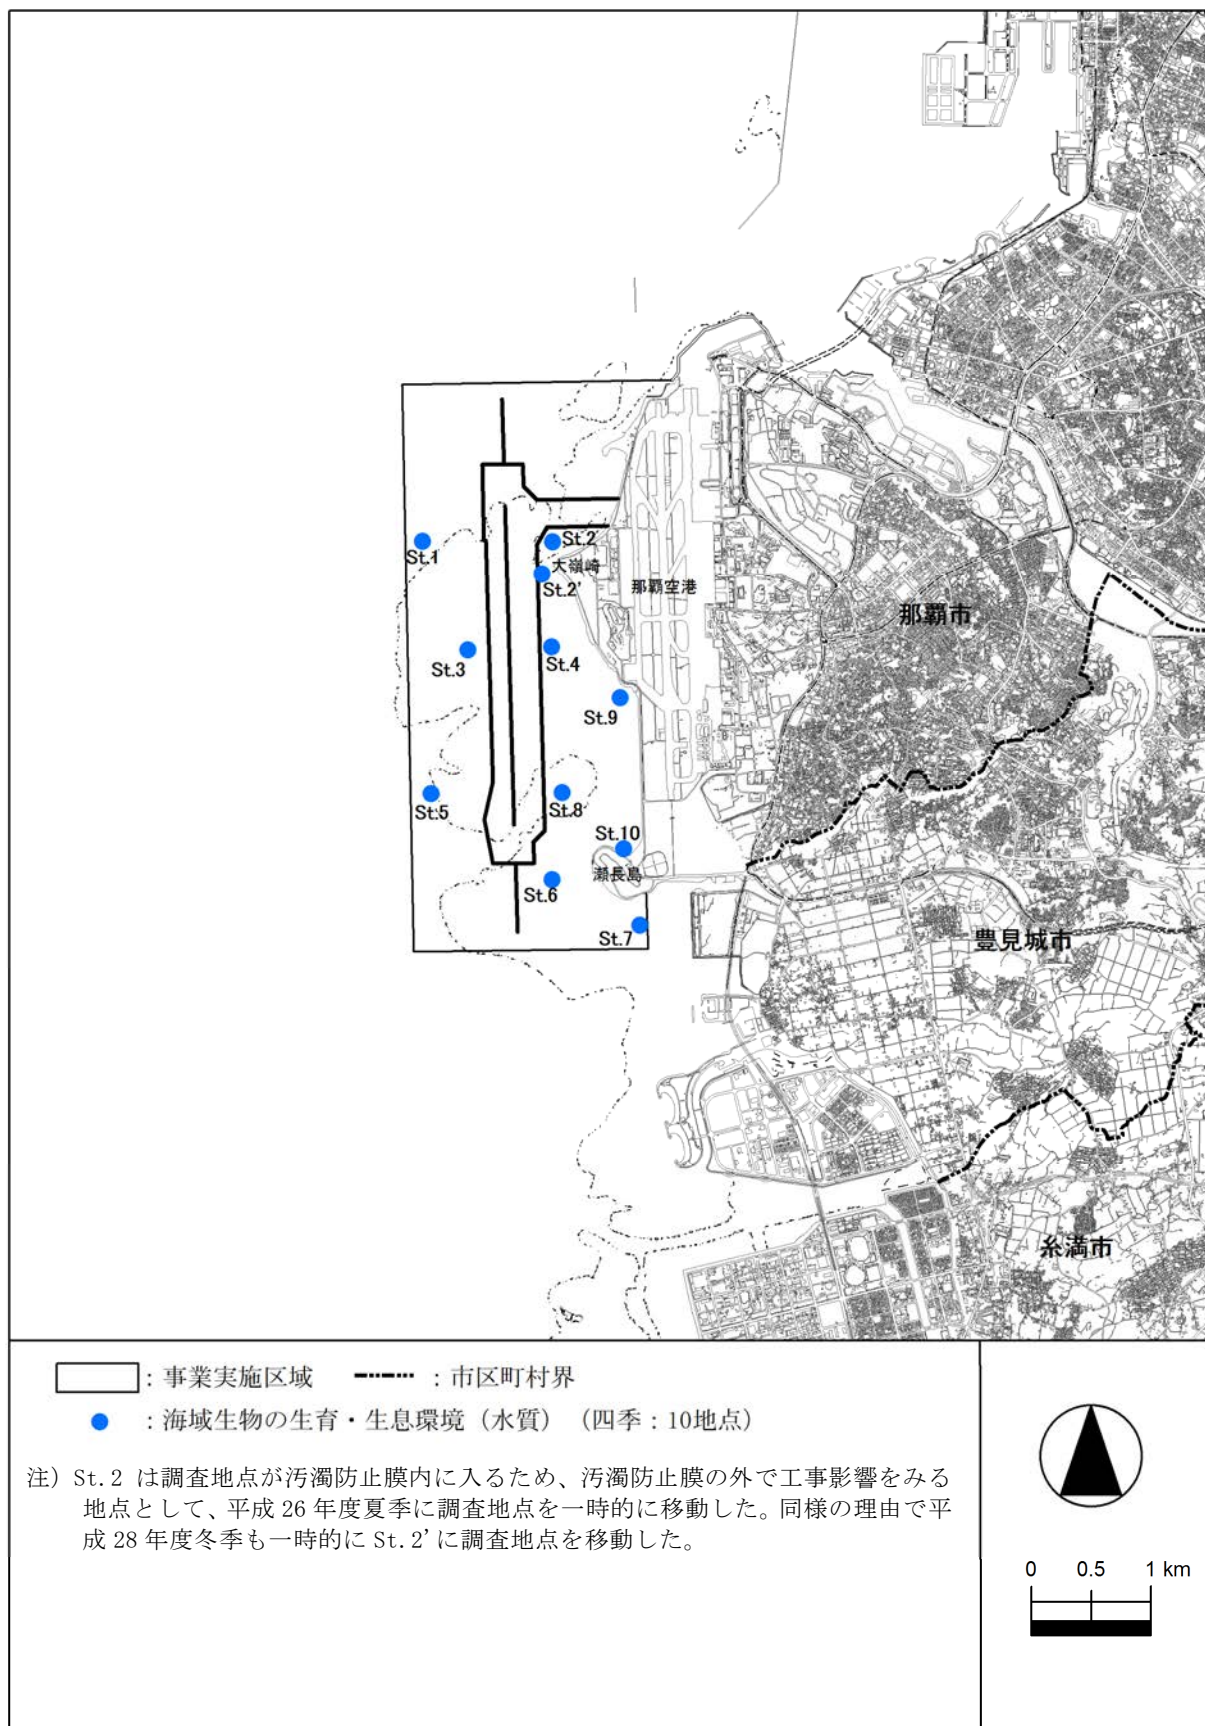 St.1
St.2
大嶺崎
St.2'
那覇空港
那覇市
St.3
St.4
St.9
St.5
St.8
St.10
瀬長島
St.6
St.7
豊見城市
糸満市
：事業実施区域
：市区町村界
：海域生物の生育・生息環境（水質）（四季：10地点）
注）St.2 は調査地点が汚濁防止膜内に入るため、汚濁防止膜の外で工事影響をみる
地点として、平成 26 年度夏季に調査地点を一時的に移動した。同様の理由で平
成 28 年度冬季も一時的に St.2’に調査地点を移動した。
0 0.5 1 km